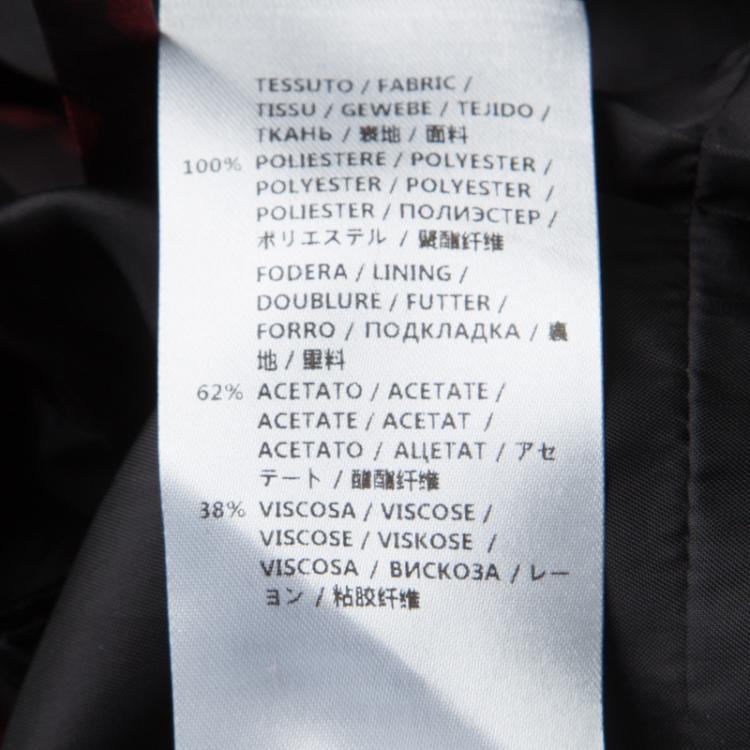 TESSUTO / FABRIC /
TISSU / GEWEBE / TEJIDO /
ТКАНЬ / 表地 / 面料
100% POLIESTERE / POLYESTER /
POLYESTER / POLYESTER /
POLIESTER / ПОЛИЭСТЕР /
ポリエステル / 聚酯纤维
FODERA / LINING /
DOUBLURE / FUTTER /
FORRO / ПОДКЛАДКА / 裏
地 / 里料
62% ACETATO / ACETATE /
ACETATE / ACETAT /
ACETATO / АЦЕТАТ / アセ
テート / 醋酯纤维
38% VISCOSA / VISCOSE /
VISCOSE / VISKOSE /
VISCOSA / ВИСКОЗА / レー
ヨン / 粘胶纤维